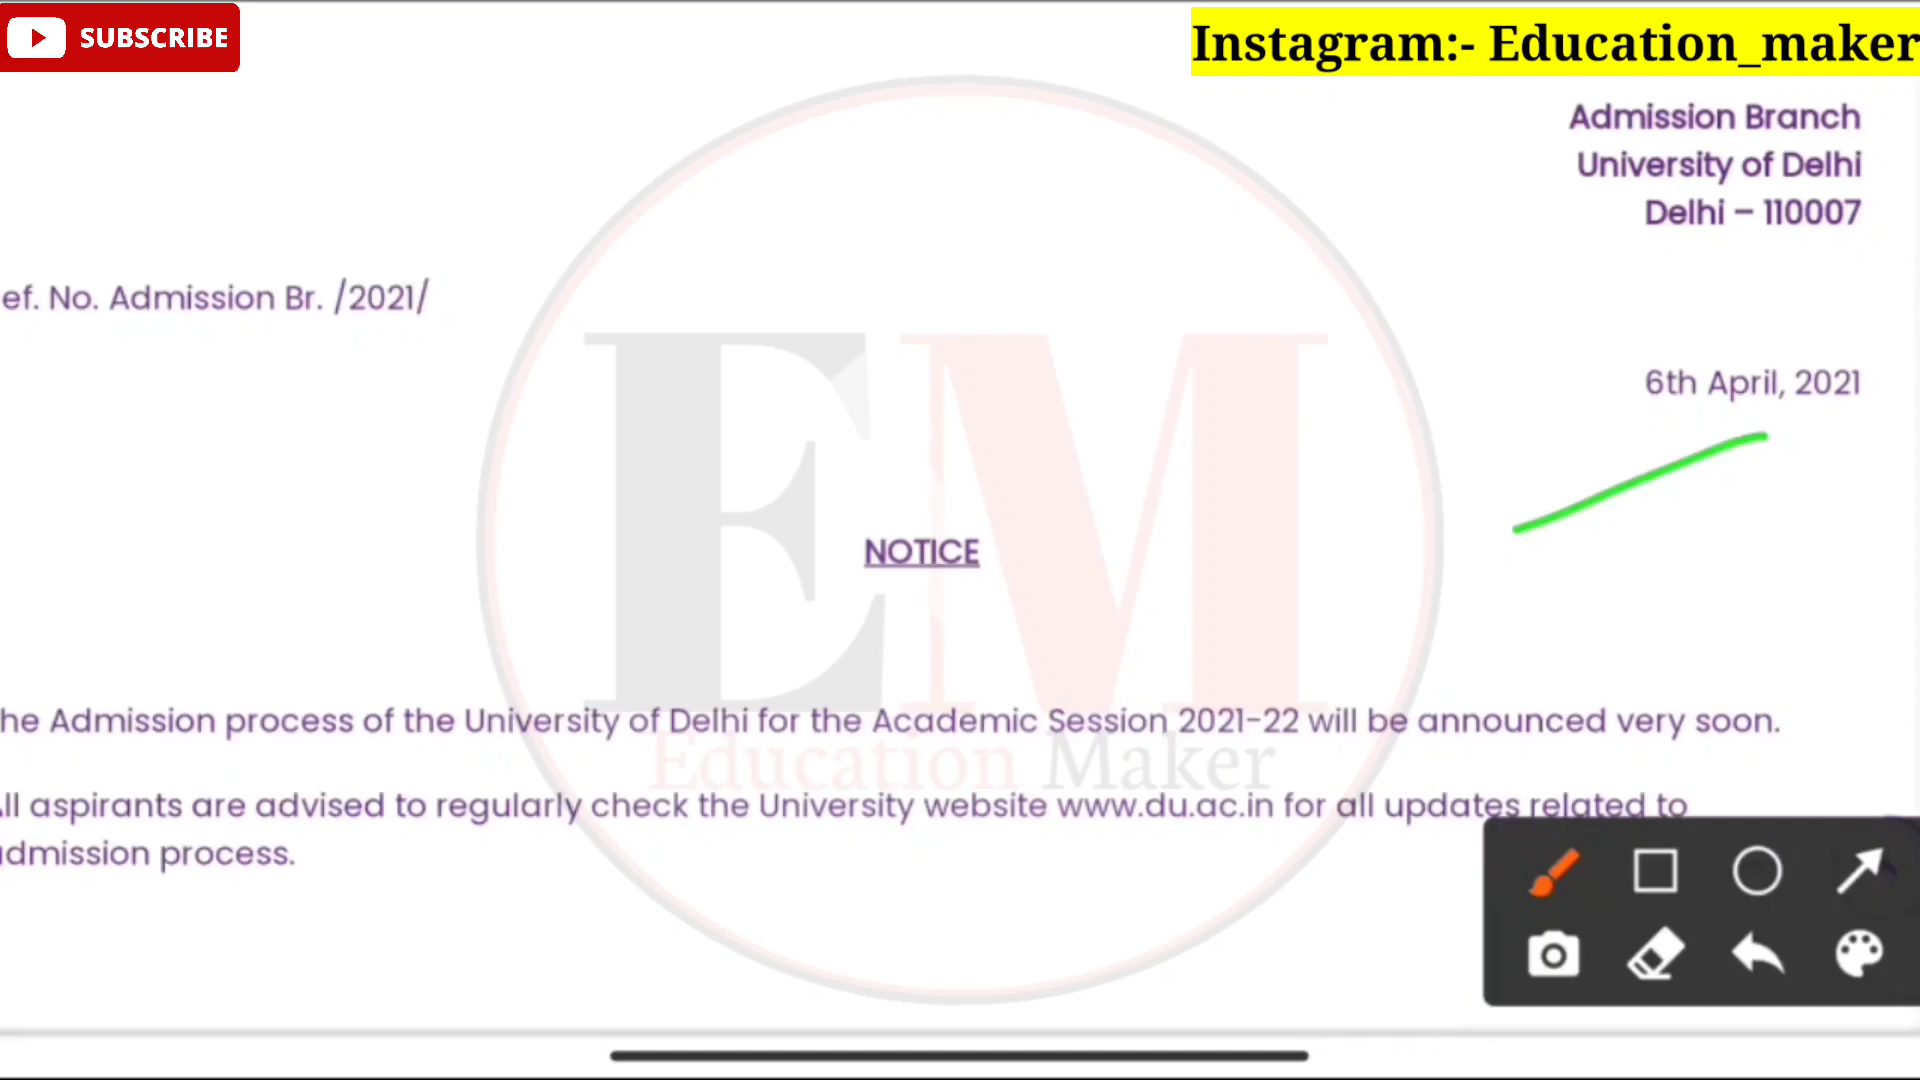 SUBSCRIBE
Instagram:- Education_maker
Admission Branch
University of Delhi
Delhi – 110007
ef. No. Admission Br. /2021/
6th April, 2021
EM
NOTICE
he Admission process of the University of Delhi for the Academic Session 2021-22 will be announced very soon.
Education Maker
ll aspirants are advised to regularly check the University website www.du.ac.in for all updates related to
dmission process.